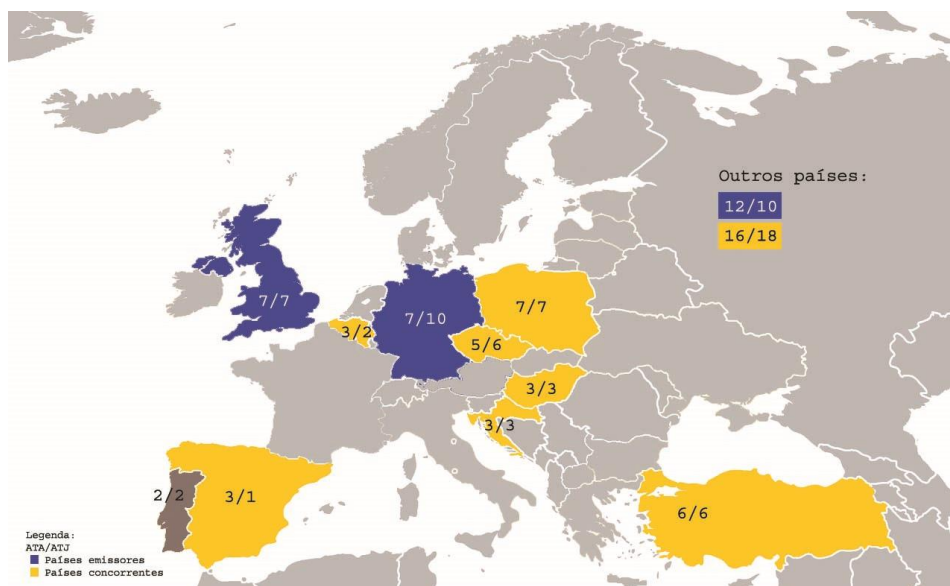 Outros países:
12/10
16/18
7/7
7/10
7/7
3/2
5/6
3/3
3/3
2/2
3/1
6/6
Legenda:
ATA/ATJ
Países emissores
Países concorrentes